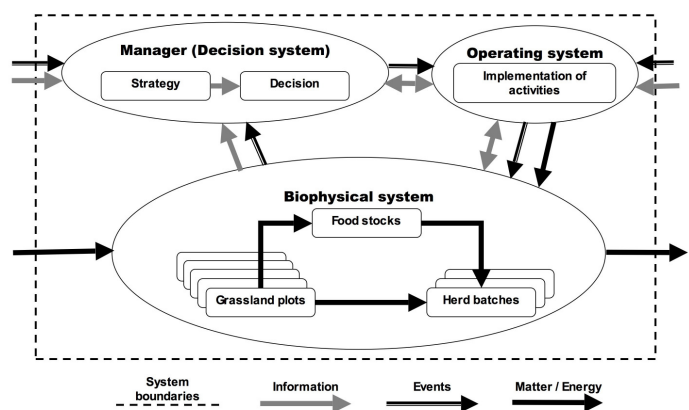 Manager (Decision system)
Strategy
Decision
Operating system
Implementation of
activities
Biophysical system
Food stocks
Grassland plots
Herd batches
System
boundaries
Information
Events
Matter / Energy